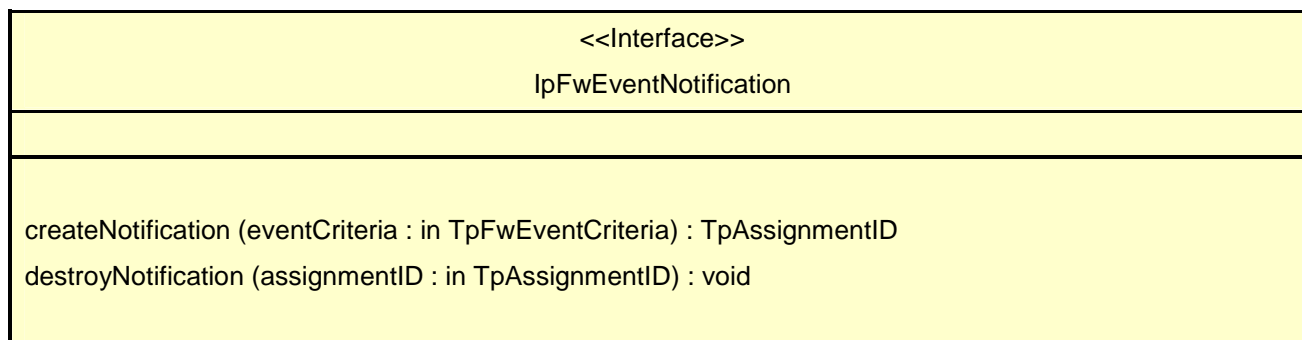 <<Interface>>
IpFwEventNotification
createNotification (eventCriteria : in TpFwEventCriteria) : TpAssignmentID
destroyNotification (assignmentID : in TpAssignmentID) : void